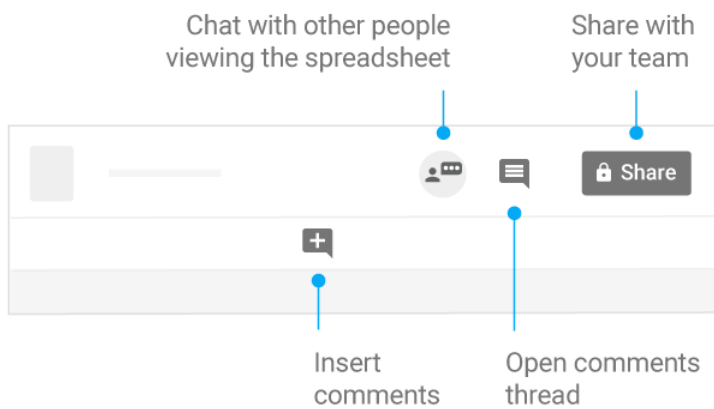 Chat with other people
viewing the spreadsheet
Share with
your team
Share
Insert
comments
Open comments
thread